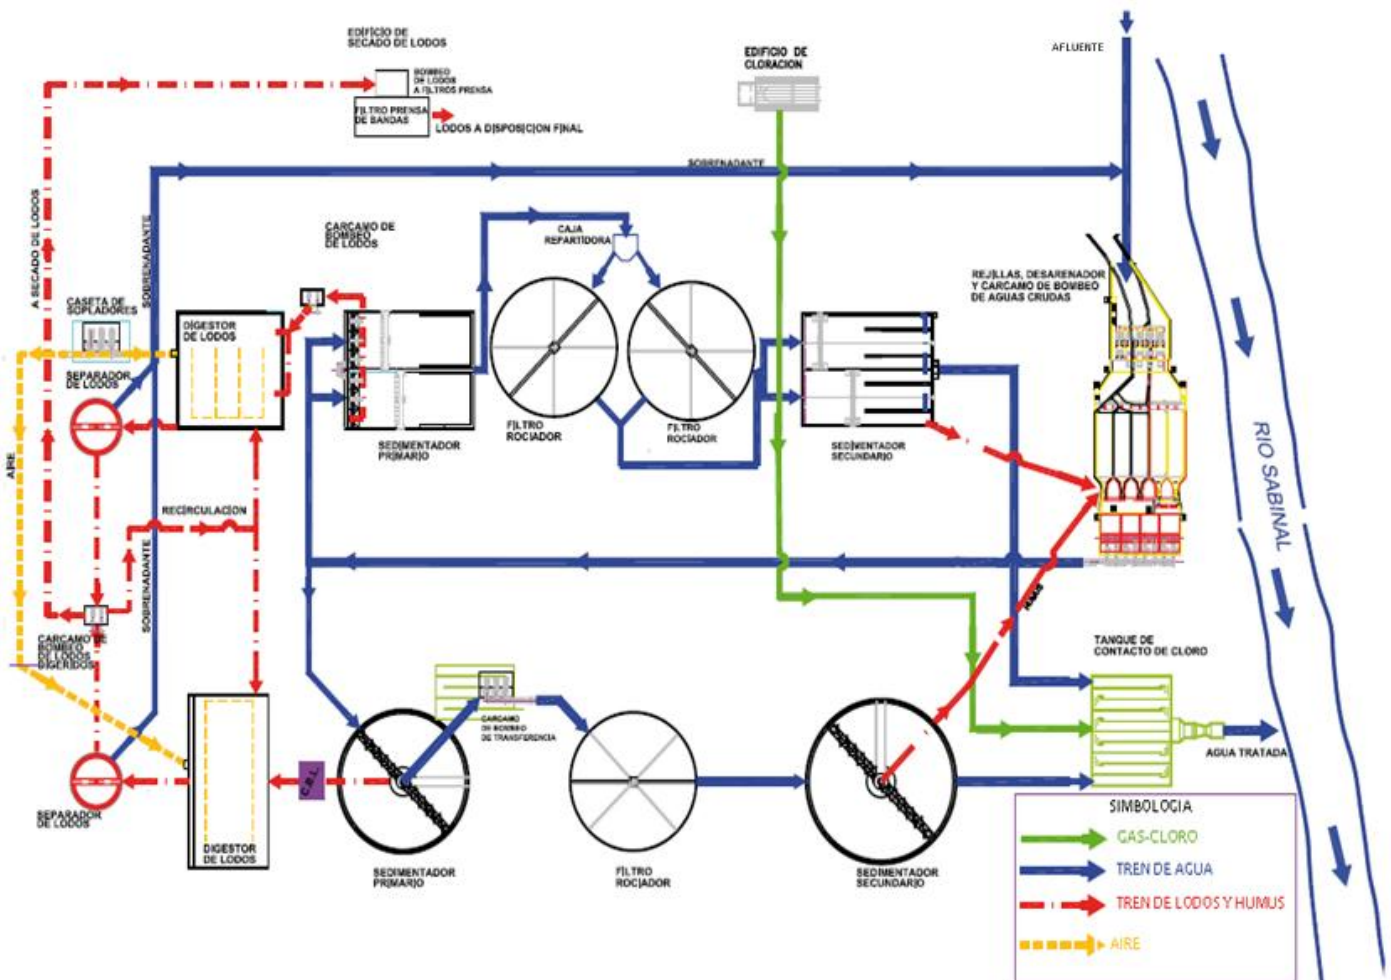 EDIFICIO DE
SECADO DE LODOS
BOMBEO
DE LODOS
A FILTROS PRENSA
FILTRO PRENSA
DE BANDAS
LODOS A DISPOSICION FINAL
EDIFICIO DE
CLORACION
AFLUENTE
SOBRENADANTE
A SECADO DE LODOS
SOBRENADANTE
CARCAMO DE
BOMBEO
DE LODOS
CAJA
REPARTIDORA
REJILLAS, DESARENADOR
Y CARCAMO DE BOMBEO
DE AGUAS CRUDAS
CASETA DE
SOPLADORES
DIGESTOR
DE LODOS
SEPARADOR
DE LODOS
FILTRO
ROCIADOR
FILTRO
ROCIADOR
SEDIMENTADOR
PRIMARIO
SEDIMENTADOR
SECUNDARIO
AIRE
RIO SABINAL
RECIRCULACION
SOBRENADANTE
HUMUS
CARCAMO DE
BOMBEO
DE LODOS
DIGERIDOS
TANQUE DE
CONTACTO DE CLORO
CARCAMO
DE BOMBEO
DE TRANSFERENCIA
AGUA TRATADA
C.B.L
SEPARADOR
DE LODOS
DIGESTOR
DE LODOS
SEDIMENTADOR
PRIMARIO
FILTRO
ROCIADOR
SEDIMENTADOR
SECUNDARIO
SIMBOLOGIA
GAS-CLORO
TREN DE AGUA
TREN DE LODOS Y HUMUS
AIRE